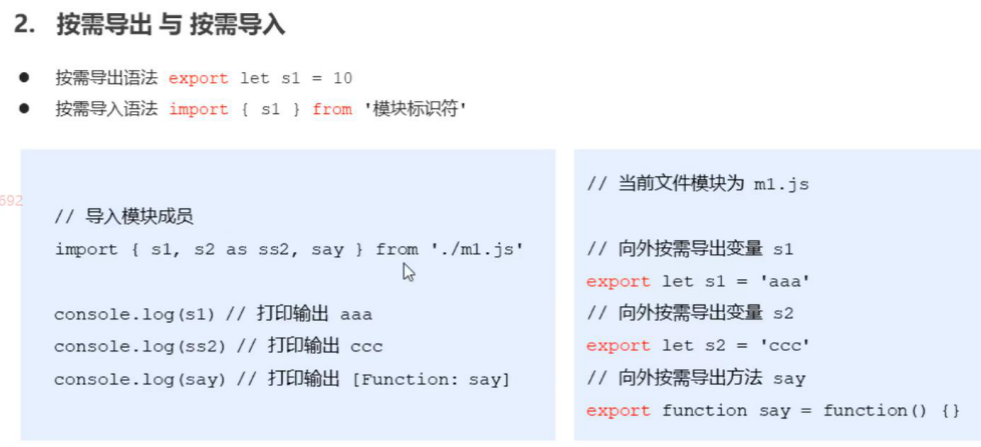 2. 按需导出 与 按需导入
● 按需导出语法 export let s1 = 10
● 按需导入语法 import { s1 } from '模块标识符'
692
// 导入模块成员
import { s1, s2 as ss2, say } from './m1.js'
console.log(s1) // 打印输出 aaa
console.log(ss2) // 打印输出 ccc
console.log(say) // 打印输出 [Function: say]
// 当前文件模块为 m1.js
// 向外按需导出变量 s1
export let s1 = 'aaa'
// 向外按需导出变量 s2
export let s2 = 'ccc'
// 向外按需导出方法 say
export function say = function() {}